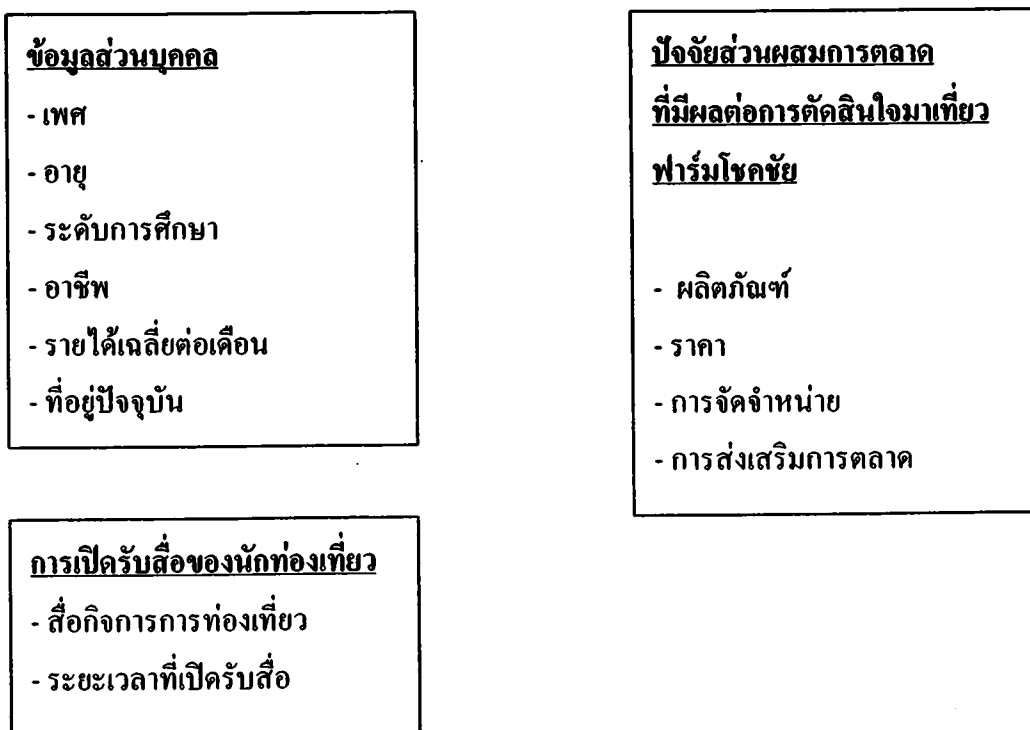 ข้อมูลส่วนบุคคล
- เพศ
- อายุ
- ระดับการศึกษา
- อาชีพ
- รายได้เฉลี่ยต่อเดือน
- ที่อยู่ปัจจุบัน
การเปิดรับสื่อของนักท่องเที่ยว
- สื่อกิจการการท่องเที่ยว
- ระยะเวลาที่เปิดรับสื่อ
ปัจจัยส่วนผสมการตลาด
ที่มีผลต่อการตัดสินใจมาเที่ยว
ฟาร์มโชคชัย
- ผลิตภัณฑ์
- ราคา
- การจัดจำหน่าย
- การส่งเสริมการตลาด